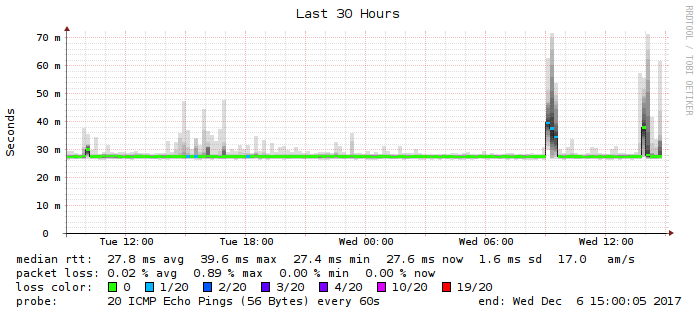 Last 30 Hours
RRDTOOL / TOBI OETIKER
Seconds
70 m
60 m
50 m
40 m
30 m
20 m
10 m
0
Tue 12:00 Tue 18:00 Wed 00:00 Wed 06:00 Wed 12:00
median rtt: 27.8 ms avg 39.6 ms max 27.4 ms min 27.6 ms now 1.6 ms sd 17.0 am/s
packet loss: 0.02 % avg 0.89 % max 0.00 % min 0.00 % now
loss color: 0 1/20 2/20 3/20 4/20 10/20 19/20
probe: 20 ICMP Echo Pings (56 Bytes) every 60s end: Wed Dec 6 15:00:05 2017